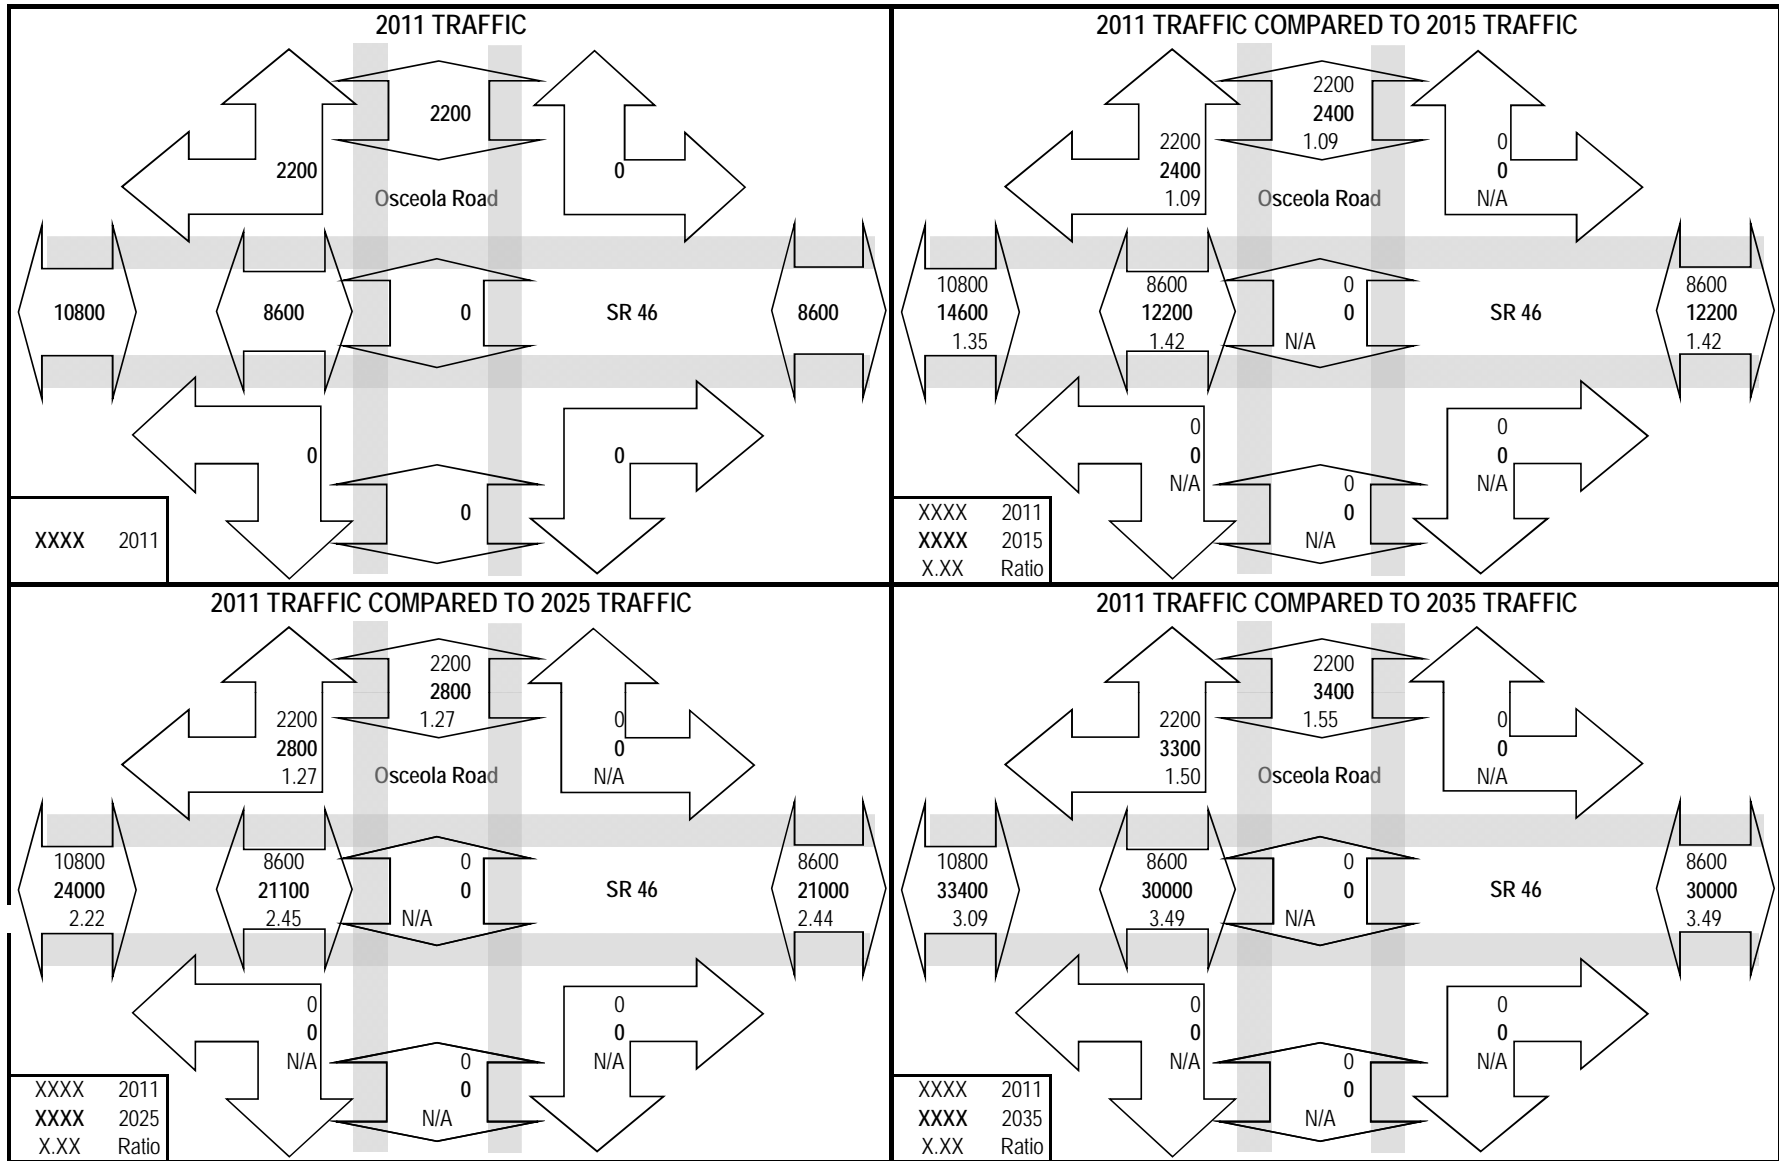 2011 TRAFFIC
2200
2200
0
Osceola Road
10800
8600
0
SR 46
8600
0
0
0
XXXX 2011
2011 TRAFFIC COMPARED TO 2015 TRAFFIC
2200
2400
1.09
2200
2400
1.09
0
0
N/A
Osceola Road
10800
14600
1.35
8600
12200
1.42
0
0
N/A
SR 46
8600
12200
1.42
0
0
N/A
0
0
N/A
0
0
N/A
XXXX 2011
XXXX 2015
X.XX Ratio
2011 TRAFFIC COMPARED TO 2025 TRAFFIC
2200
2800
1.27
2200
2800
1.27
0
0
N/A
Osceola Road
10800
24000
2.22
8600
21100
2.45
0
0
N/A
SR 46
8600
21000
2.44
0
0
N/A
0
0
N/A
0
0
N/A
XXXX 2011
XXXX 2025
X.XX Ratio
2011 TRAFFIC COMPARED TO 2035 TRAFFIC
2200
3400
1.55
2200
3300
1.50
0
0
N/A
Osceola Road
10800
33400
3.09
8600
30000
3.49
0
0
N/A
SR 46
8600
30000
3.49
0
0
N/A
0
0
N/A
0
0
N/A
XXXX 2011
XXXX 2035
X.XX Ratio